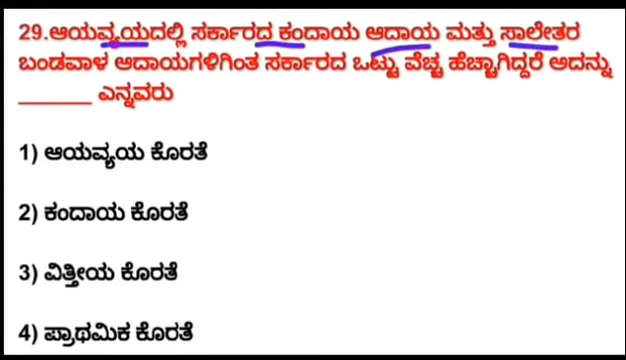 29.ಆಯವ್ಯಯದಲ್ಲಿ ಸರ್ಕಾರದ ಕಂದಾಯ ಆದಾಯ ಮತ್ತು ಸಾಲೇತರ
ಬಂಡವಾಳ ಆದಾಯಗಳಿಗಿಂತ ಸರ್ಕಾರದ ಒಟ್ಟು ವೆಚ್ಚ ಹೆಚ್ಚಾಗಿದ್ದರೆ ಅದನ್ನು
______ ಎನ್ನವರು
1) ಆಯವ್ಯಯ ಕೊರತೆ
2) ಕಂದಾಯ ಕೊರತೆ
3) ವಿತ್ತೀಯ ಕೊರತೆ
4) ಪ್ರಾಥಮಿಕ ಕೊರತೆ